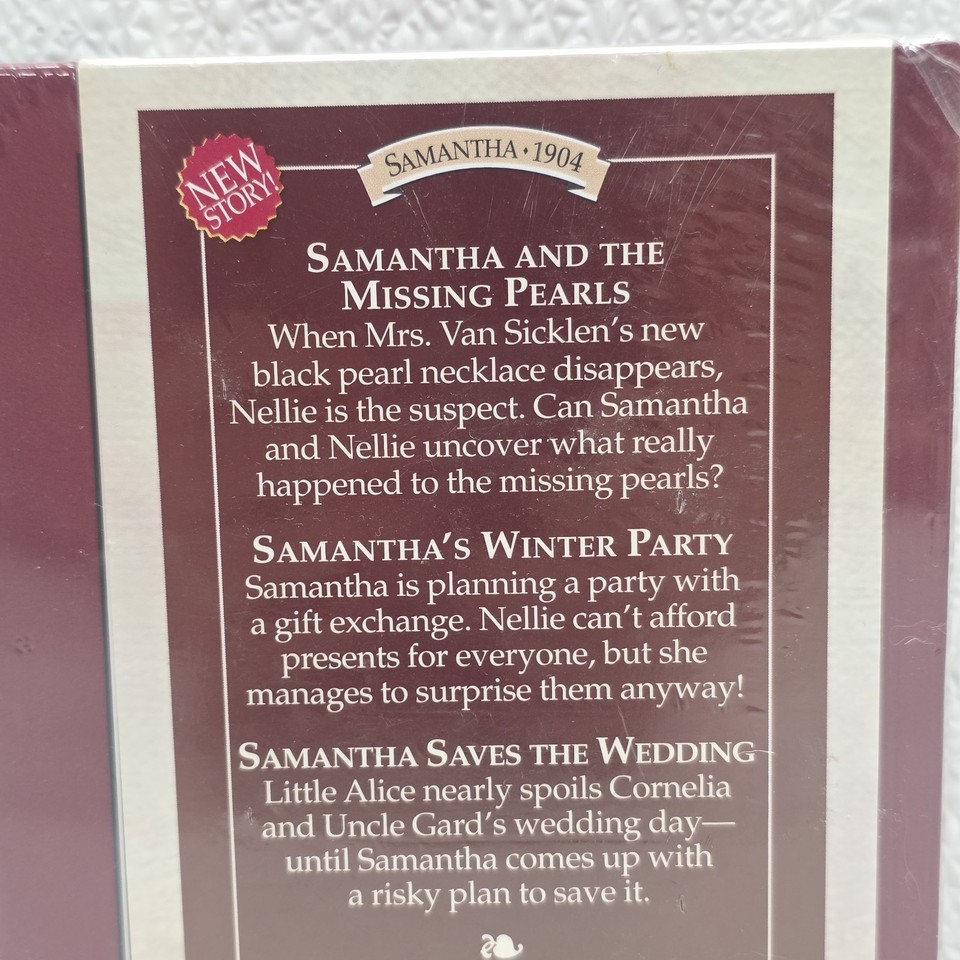 SAMANTHA • 1904
NEW
STORY!
SAMANTHA AND THE
MISSING PEARLS
When Mrs. Van Sicklen's new
black pearl necklace disappears,
Nellie is the suspect. Can Samantha
and Nellie uncover what really
happened to the missing pearls?
SAMANTHA'S WINTER PARTY
Samantha is planning a party with
a gift exchange. Nellie can't afford
presents for everyone, but she
manages to surprise them anyway!
SAMANTHA SAVES THE WEDDING
Little Alice nearly spoils Cornelia
and Uncle Gard's wedding day—
until Samantha comes up with
a risky plan to save it.